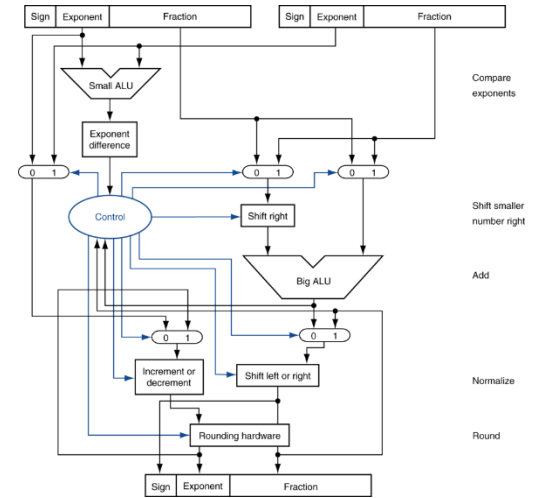 Sign Exponent Fraction Sign Exponent Fraction
Small ALU
Compare
exponents
Exponent
difference
0 1 0 1 0 1
Control
Shift right
Shift smaller
number right
Big ALU
Add
0 1 0 1
Increment or
decrement
Shift left or right
Normalize
Rounding hardware
Round
Sign Exponent Fraction